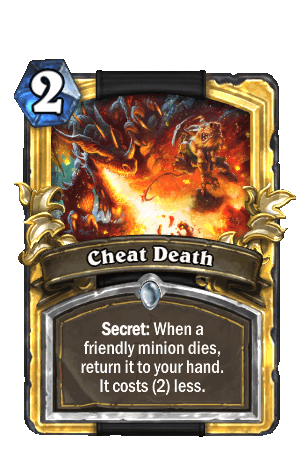 2
Cheat Death
Secret: When a
friendly minion dies,
return it to your hand.
It costs (2) less.